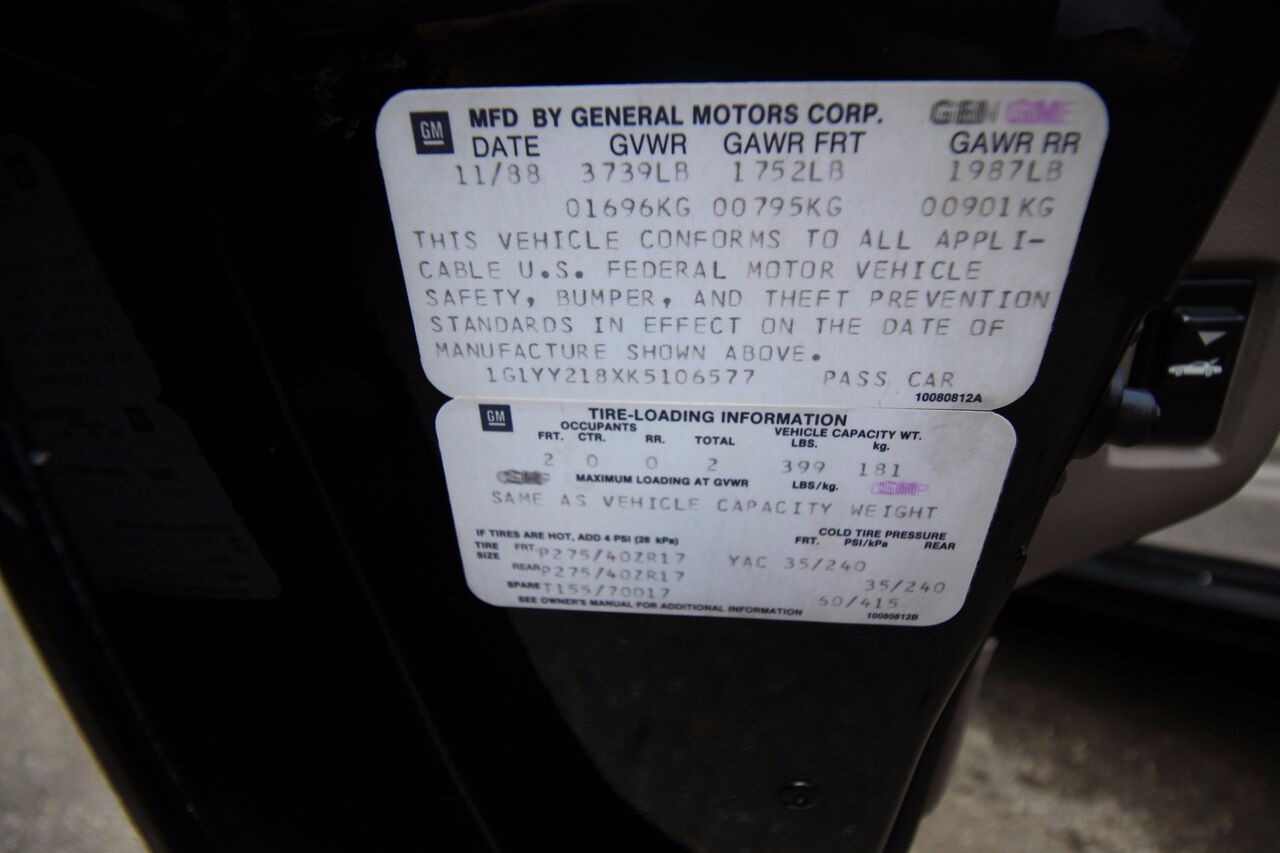 GM MFD BY GENERAL MOTORS CORP. GEN GME
DATE GVWR GAWR FRT GAWR RR
11/88 3739LB 1752LB 1987LB
01696KG 00795KG 00901KG
THIS VEHICLE CONFORMS TO ALL APPLI-
CABLE U.S. FEDERAL MOTOR VEHICLE
SAFETY, BUMPER, AND THEFT PREVENTION
STANDARDS IN EFFECT ON THE DATE OF
MANUFACTURE SHOWN ABOVE.
1G1YY218XK5106577 PASS CAR
10080812A
GM TIRE-LOADING INFORMATION
OCCUPANTS VEHICLE CAPACITY WT.
FRT. CTR. RR. TOTAL LBS. kg.
2 0 0 2 399 181
MAXIMUM LOADING AT GVWR LBS/kg.
SAME AS VEHICLE CAPACITY WEIGHT
IF TIRES ARE HOT, ADD 4 PSI (28 kPa) COLD TIRE PRESSURE
TIRE SIZE FRT. PSI/kPa REAR
FRT. P275/40ZR17 YAC 35/240
REAR P275/40ZR17 35/240
SPARE T155/70D17 60/415
SEE OWNER'S MANUAL FOR ADDITIONAL INFORMATION 10080812B